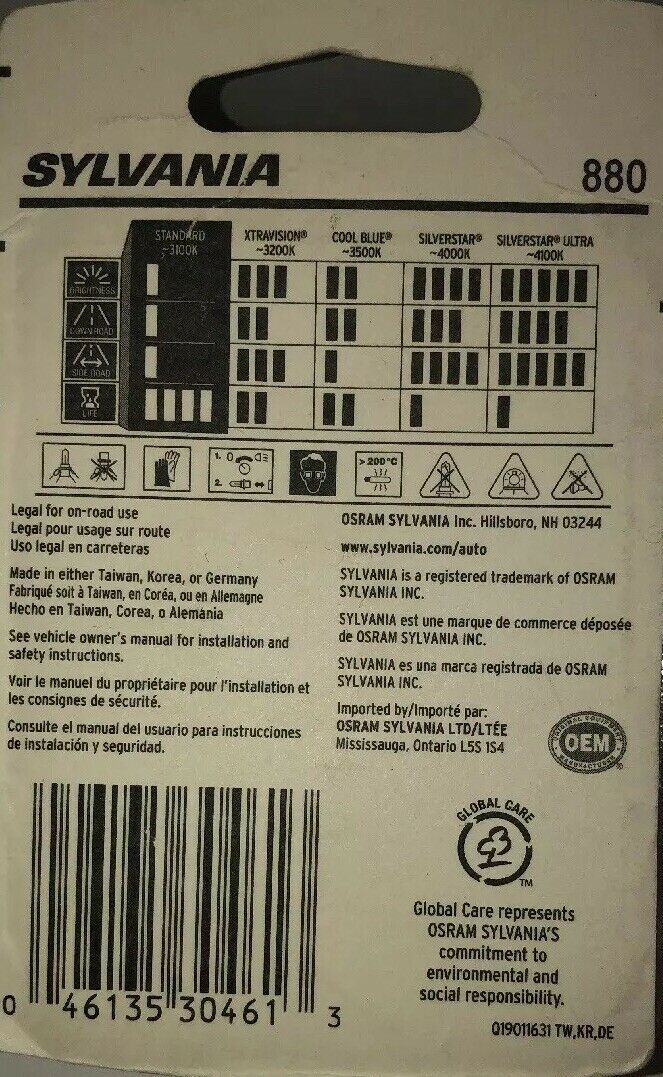 SYLVANIA
880
STANDARD XTRAVISION® COOL BLUE® SILVERSTAR® SILVERSTAR® ULTRA
~3100K ~3200K ~3500K ~4000K ~4100K
BRIGHTNESS
DOWN ROAD
SIDE ROAD
LIFE
1. 0
2.
>200°C
Legal for on-road use
Legal pour usage sur route
Uso legal en carreteras
Made in either Taiwan, Korea, or Germany
Fabriqué soit à Taiwan, en Coréa, ou en Allemagne
Hecho en Taiwan, Corea, o Alemania
See vehicle owner's manual for installation and
safety instructions.
Voir le manuel du propriétaire pour l'installation et
les consignes de sécurité.
Consulte el manual del usuario para instrucciones
de instalación y seguridad.
OSRAM SYLVANIA Inc. Hillsboro, NH 03244
www.sylvania.com/auto
SYLVANIA is a registered trademark of OSRAM
SYLVANIA INC.
SYLVANIA est une marque de commerce déposée
de OSRAM SYLVANIA INC.
SYLVANIA es una marca registrada de OSRAM
SYLVANIA INC.
Imported by/Importé par:
OSRAM SYLVANIA LTD/LTÉE
Mississauga, Ontario L5S 1S4
ORIGINAL EQUIPMENT
OEM
MANUFACTURER
®
GLOBAL CARE
TM
Global Care represents
OSRAM SYLVANIA'S
commitment to
environmental and
social responsibility.
0 46135 30461 3
Q19011631 TW,KR,DE